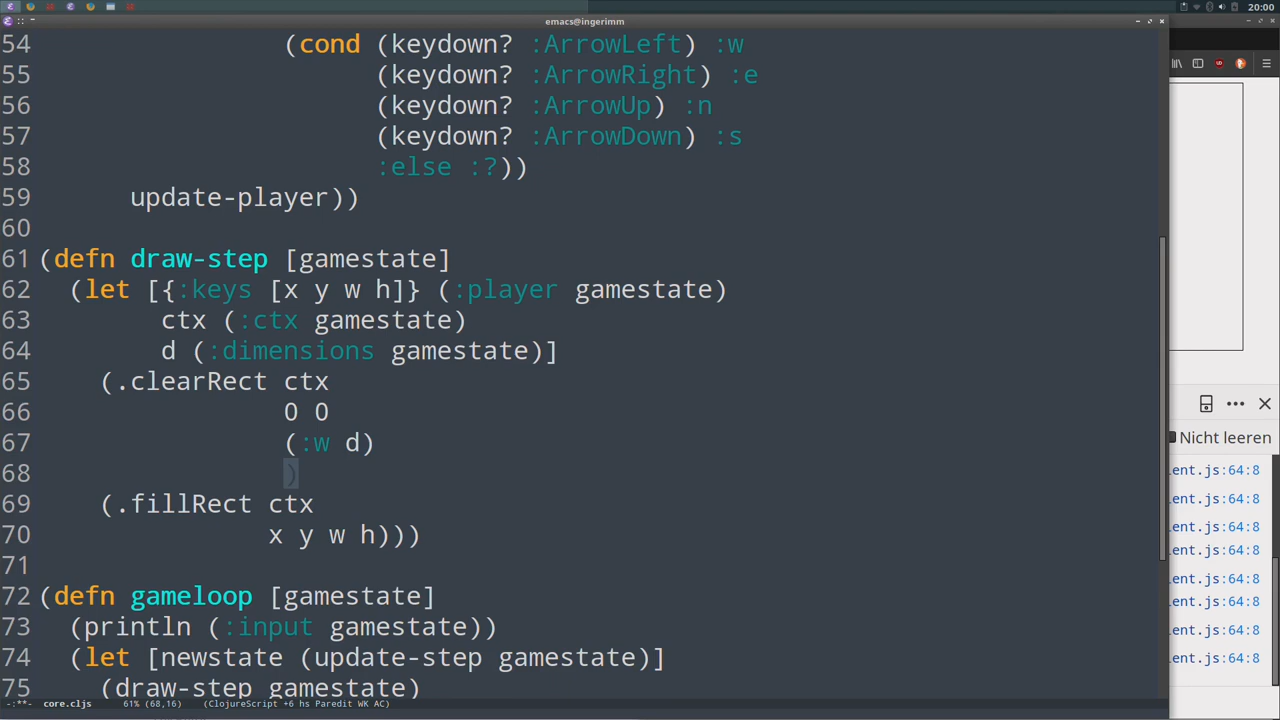 20:00
emacs@ingerimm
54 (cond (keydown? :ArrowLeft) :w
55 (keydown? :ArrowRight) :e
56 (keydown? :ArrowUp) :n
57 (keydown? :ArrowDown) :s
58 :else :?))
59 update-player))
60
61 (defn draw-step [gamestate]
62 (let [{:keys [x y w h]} (:player gamestate)
63 ctx (:ctx gamestate)
64 d (:dimensions gamestate)]
65 (.clearRect ctx
66 0 0
67 (:w d)
68 )
69 (.fillRect ctx
70 x y w h)))
71
72 (defn gameloop [gamestate]
73 (println (:input gamestate))
74 (let [newstate (update-step gamestate)]
75 (draw-step gamestate)
-:**- core.cljs 61% (68,16) (ClojureScript +6 hs Paredit WK AC)
Nicht leeren
ent.js:64:8
ent.js:64:8
ent.js:64:8
ent.js:64:8
ent.js:64:8
ent.js:64:8
ent.js:64:8
ent.js:64:8